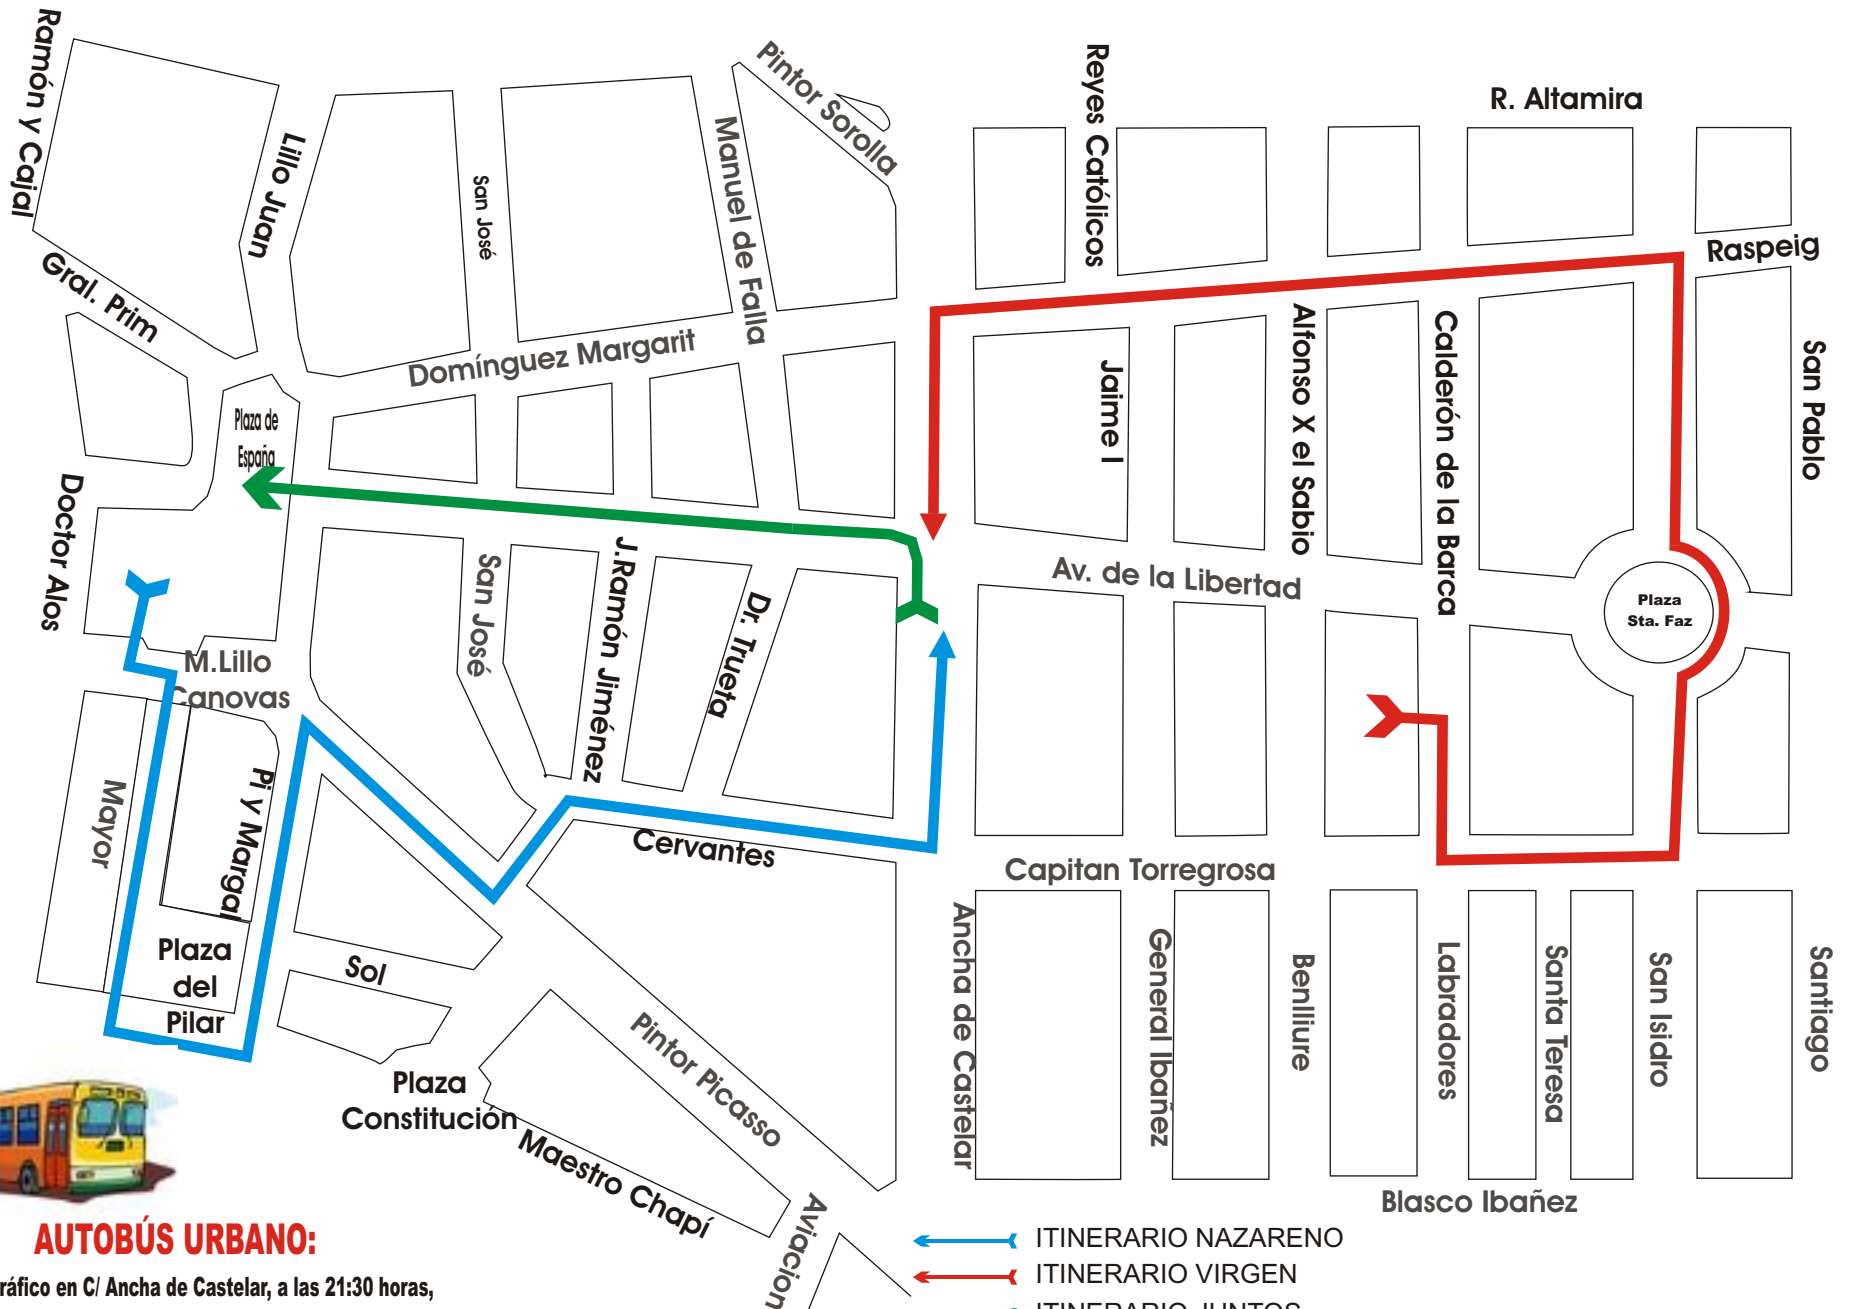 Ramón y Cajal
Lillo Juan
San José
Manuel de Falla
Pintor Sorolla
Reyes Católicos
R. Altamira
Raspeig
Gral. Prim
Domínguez Margarit
Jaime I
Alfonso X el Sabio
Calderón de la Barca
San Pablo
Plaza de
España
Doctor Alos
San José
J.Ramón Jiménez
Dr. Trueta
Av. de la Libertad
Plaza
Sta. Faz
M.Lillo
Canovas
Mayor
Pi y Margal
Cervantes
Capitan Torregrosa
Plaza
del
Pilar
Sol
Plaza
Constitución
Pintor Picasso
Maestro Chapí
Aviacion
Ancha de Castelar
General Ibañez
Benlliure
Labradores
Santa Teresa
San Isidro
Santiago
Blasco Ibañez
AUTOBÚS URBANO:
ráfico en C/ Ancha de Castelar, a las 21:30 horas,
ITINERARIO NAZARENO
ITINERARIO VIRGEN
ITINERARIO JUNTOS